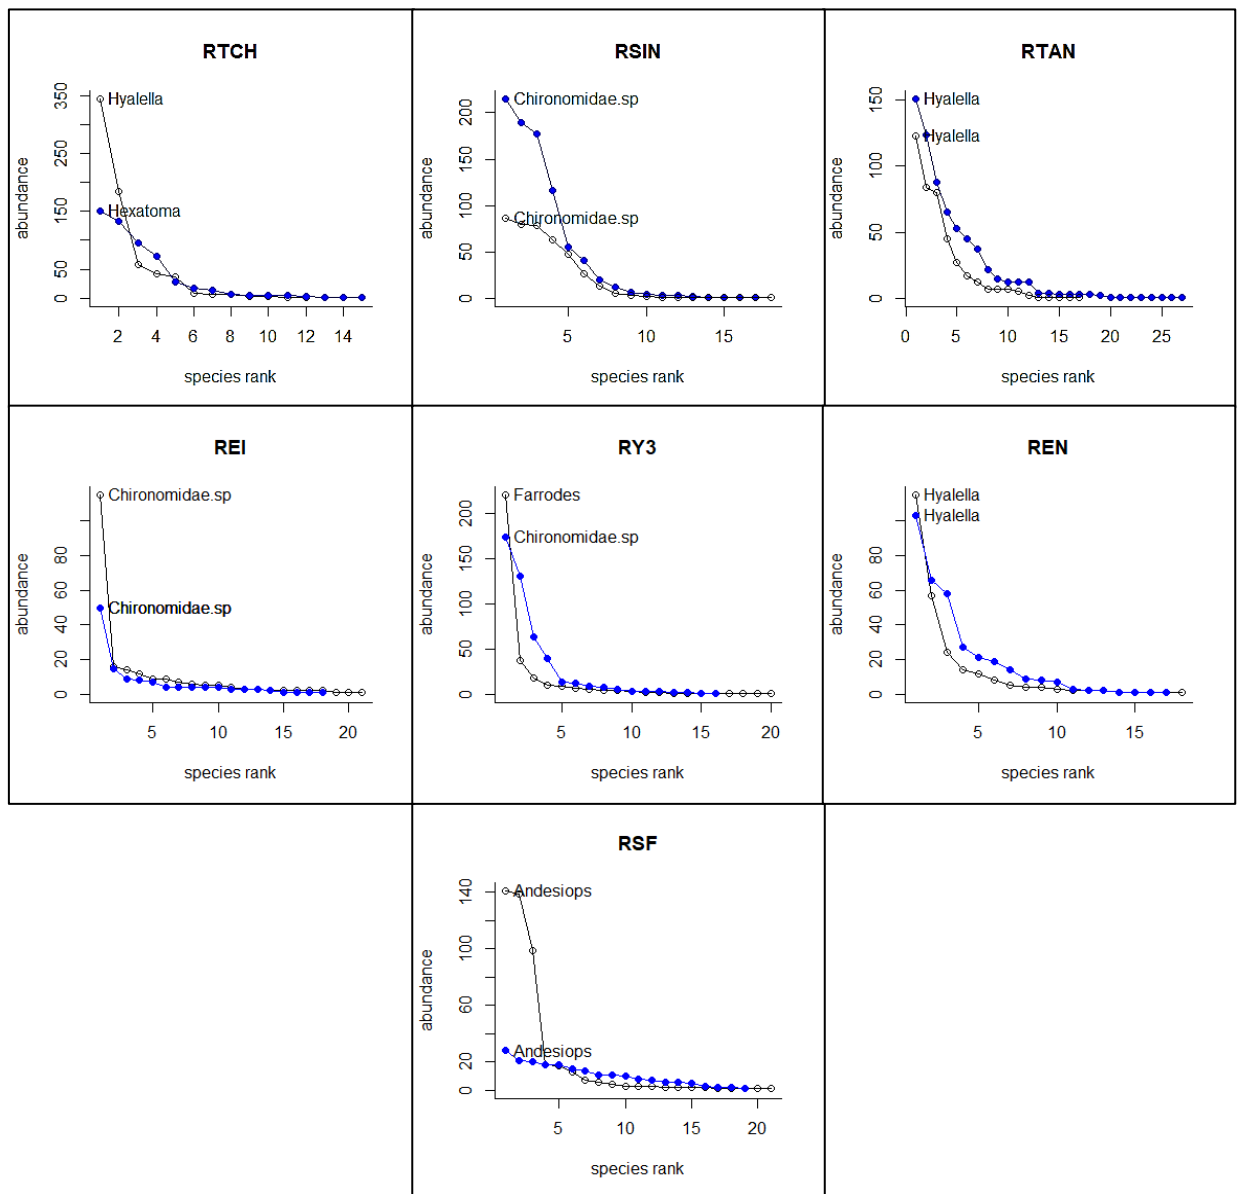 RTCH
350
250
150
50
0
abundance
Hyalella
Hexatoma
2 4 6 8 10 12 14
species rank
RSIN
200
150
100
50
0
abundance
Chironomidae.sp
Chironomidae.sp
5 10 15
species rank
RTAN
150
100
50
0
abundance
Hyalella
Hyalella
0 5 10 15 20 25
species rank
REI
80
60
40
20
0
abundance
Chironomidae.sp
Chironomidae.sp
5 10 15 20
species rank
RY3
200
150
100
50
0
abundance
Farrodes
Chironomidae.sp
5 10 15 20
species rank
REN
80
60
40
20
0
abundance
Hyalella
Hyalella
5 10 15
species rank
RSF
140
100
60
20
0
abundance
Andesiops
Andesiops
5 10 15 20
species rank